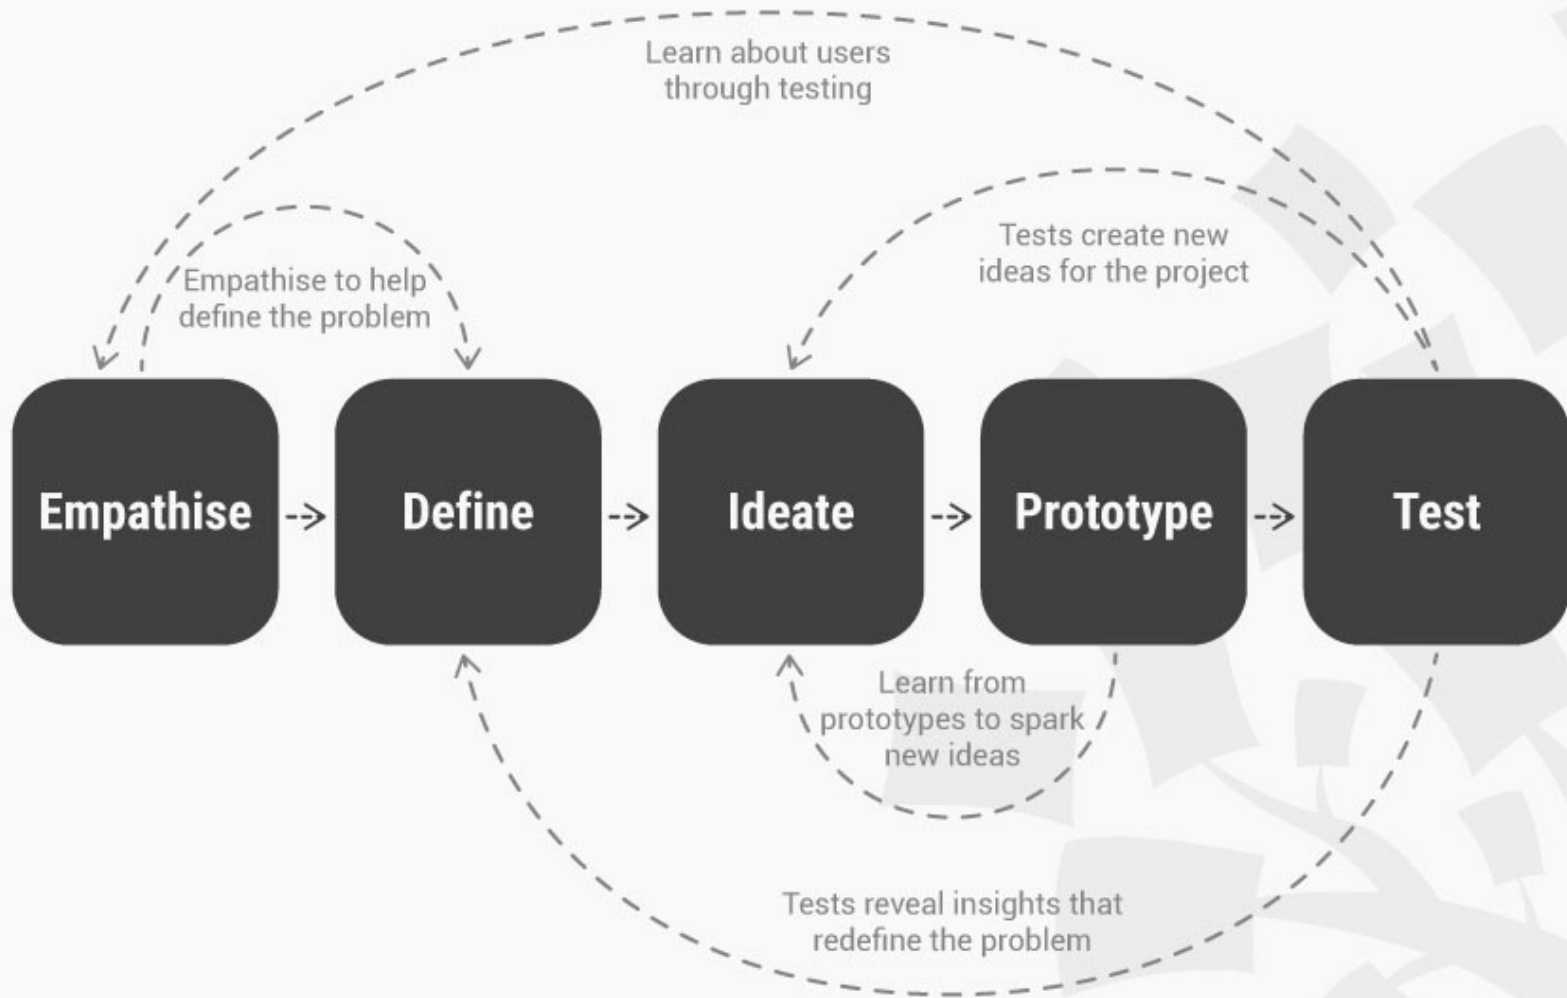 Learn about users
through testing
Tests create new
ideas for the project
Empathise to help
define the problem
Empathise
Define
Ideate
Prototype
Test
Learn from
prototypes to spark
new ideas
Tests reveal insights that
redefine the problem